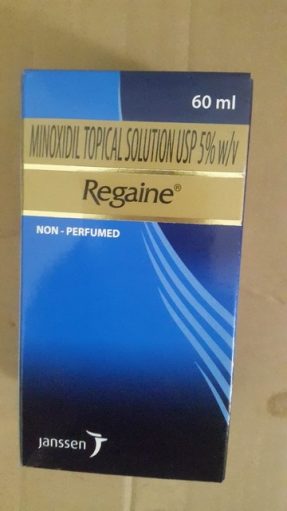 60 ml
MINOXIDIL TOPICAL SOLUTION USP 5% w/v
Regaine®
NON - PERFUMED
janssen